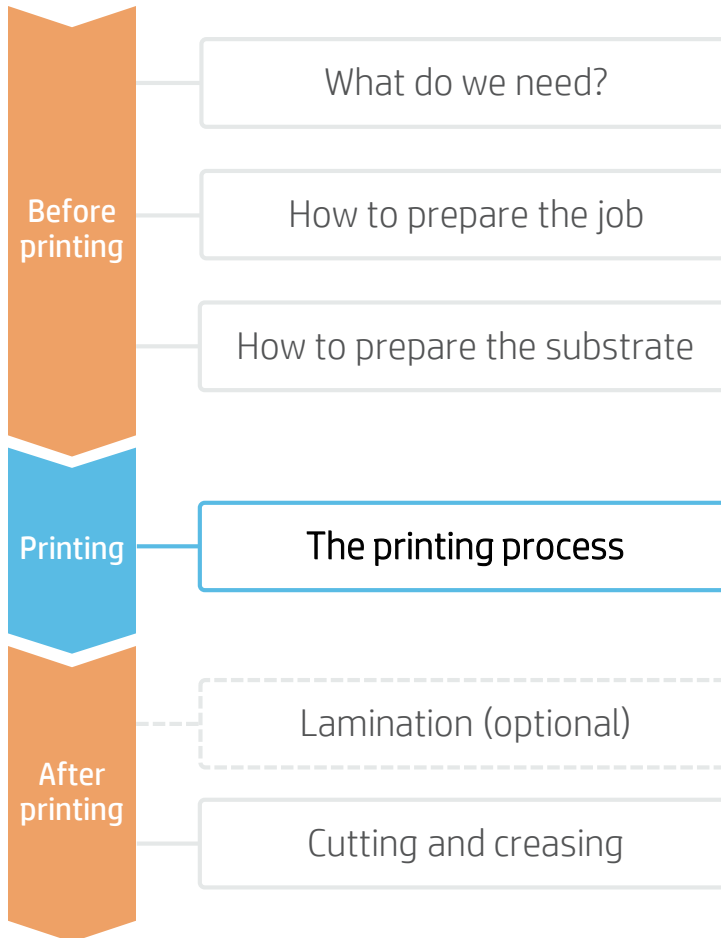 What do we need?
Before
printing
How to prepare the job
How to prepare the substrate
Printing
The printing process
Lamination (optional)
After
printing
Cutting and creasing